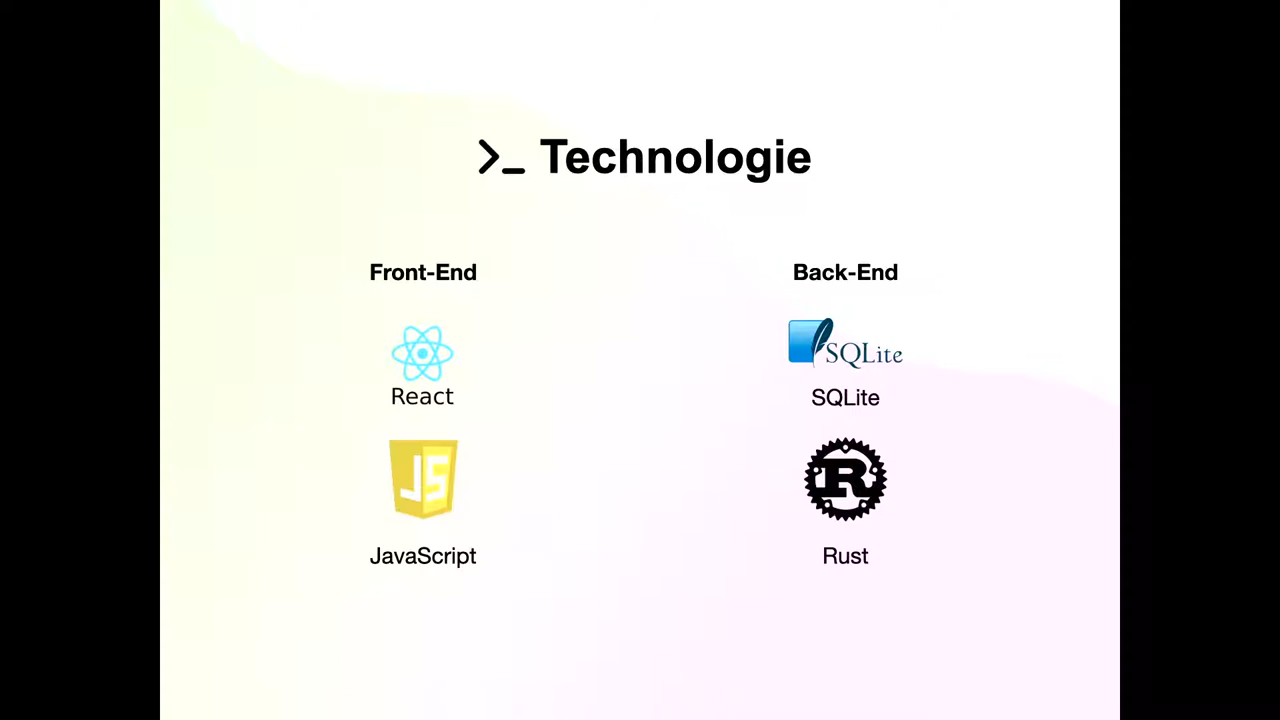 >_ Technologie
Front-End
React
JS
JavaScript
Back-End
SQLite
SQLite
R
Rust